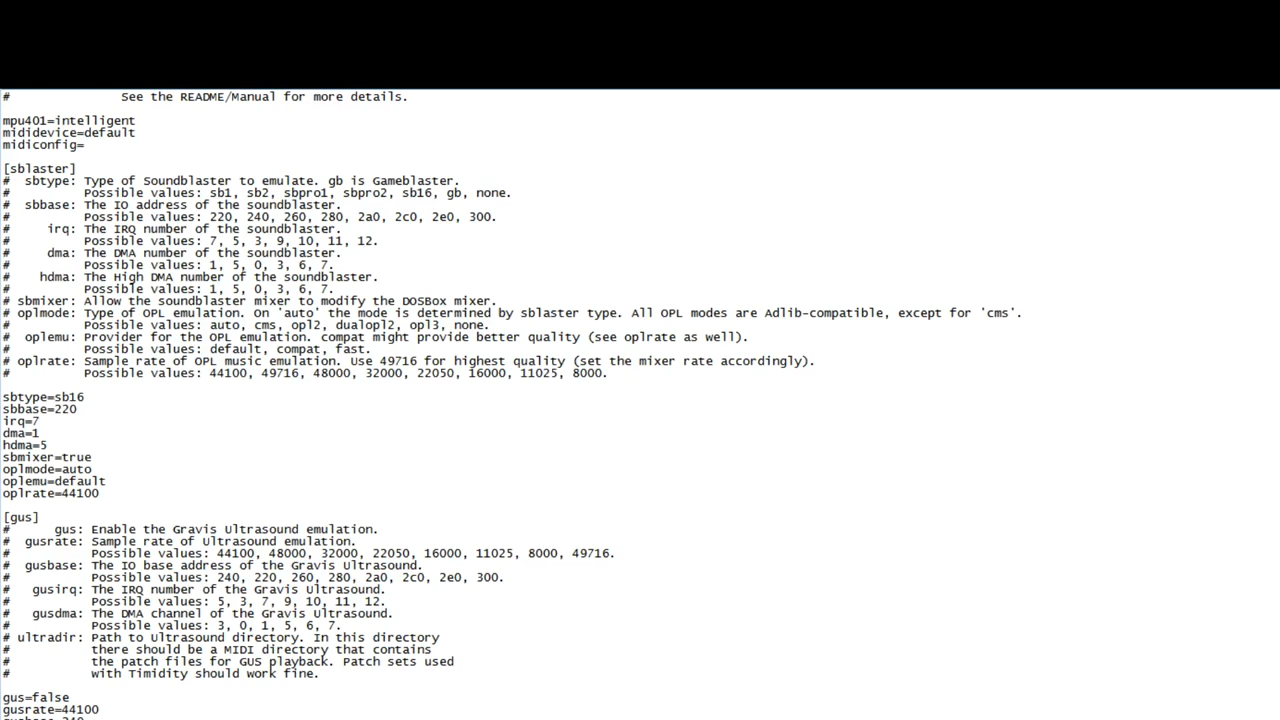 #               See the README/Manual for more details.
mpu401=intelligent
mididevice=default
midiconfig=
[sblaster]
#  sbtype: Type of Soundblaster to emulate. gb is Gameblaster.
#          Possible values: sb1, sb2, sbpro1, sbpro2, sb16, gb, none.
#  sbbase: The IO address of the soundblaster.
#          Possible values: 220, 240, 260, 280, 2a0, 2c0, 2e0, 300.
#     irq: The IRQ number of the soundblaster.
#          Possible values: 7, 5, 3, 9, 10, 11, 12.
#     dma: The DMA number of the soundblaster.
#          Possible values: 1, 5, 0, 3, 6, 7.
#    hdma: The High DMA number of the soundblaster.
#          Possible values: 1, 5, 0, 3, 6, 7.
# sbmixer: Allow the soundblaster mixer to modify the DOSBox mixer.
# oplmode: Type of OPL emulation. On 'auto' the mode is determined by sblaster type. All OPL modes are Adlib-compatible, except for 'cms'.
#          Possible values: auto, cms, opl2, dualopl2, opl3, none.
#  oplemu: Provider for the OPL emulation. compat might provide better quality (see oplrate as well).
#          Possible values: default, compat, fast.
# oplrate: Sample rate of OPL music emulation. Use 49716 for highest quality (set the mixer rate accordingly).
#          Possible values: 44100, 49716, 48000, 32000, 22050, 16000, 11025, 8000.
sbtype=sb16
sbbase=220
irq=7
dma=1
hdma=5
sbmixer=true
oplmode=auto
oplemu=default
oplrate=44100
[gus]
#      gus: Enable the Gravis Ultrasound emulation.
#  gusrate: Sample rate of Ultrasound emulation.
#           Possible values: 44100, 48000, 32000, 22050, 16000, 11025, 8000, 49716.
#  gusbase: The IO base address of the Gravis Ultrasound.
#           Possible values: 240, 220, 260, 280, 2a0, 2c0, 2e0, 300.
#   gusirq: The IRQ number of the Gravis Ultrasound.
#           Possible values: 5, 3, 7, 9, 10, 11, 12.
#   gusdma: The DMA channel of the Gravis Ultrasound.
#           Possible values: 3, 0, 1, 5, 6, 7.
# ultradir: Path to Ultrasound directory. In this directory
#           there should be a MIDI directory that contains
#           the patch files for GUS playback. Patch sets used
#           with Timidity should work fine.
gus=false
gusrate=44100